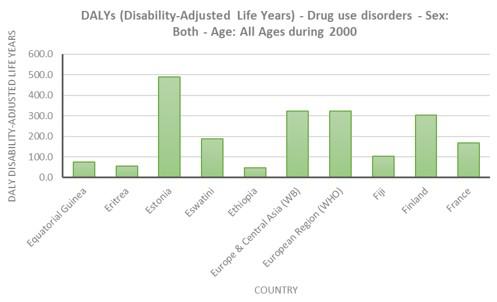 DALYs (Disability-Adjusted Life Years) - Drug use disorders - Sex:
Both - Age: All Ages during 2000
DALY DISABILITY-ADJUSTED LIFE YEARS
600.0
500.0
400.0
300.0
200.0
100.0
0.0
Equatorial Guinea
Eritrea
Estonia
Eswatini
Ethiopia
Europe & Central Asia (WB)
European Region (WHO)
Fiji
Finland
France
COUNTRY